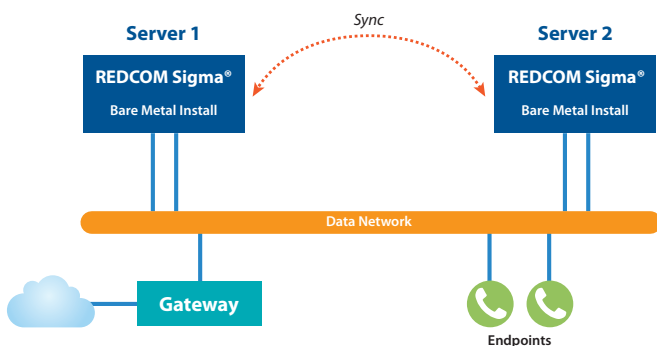 Sync
Server 1
Server 2
REDCOM Sigma®
Bare Metal Install
REDCOM Sigma®
Bare Metal Install
Data Network
Gateway
Endpoints